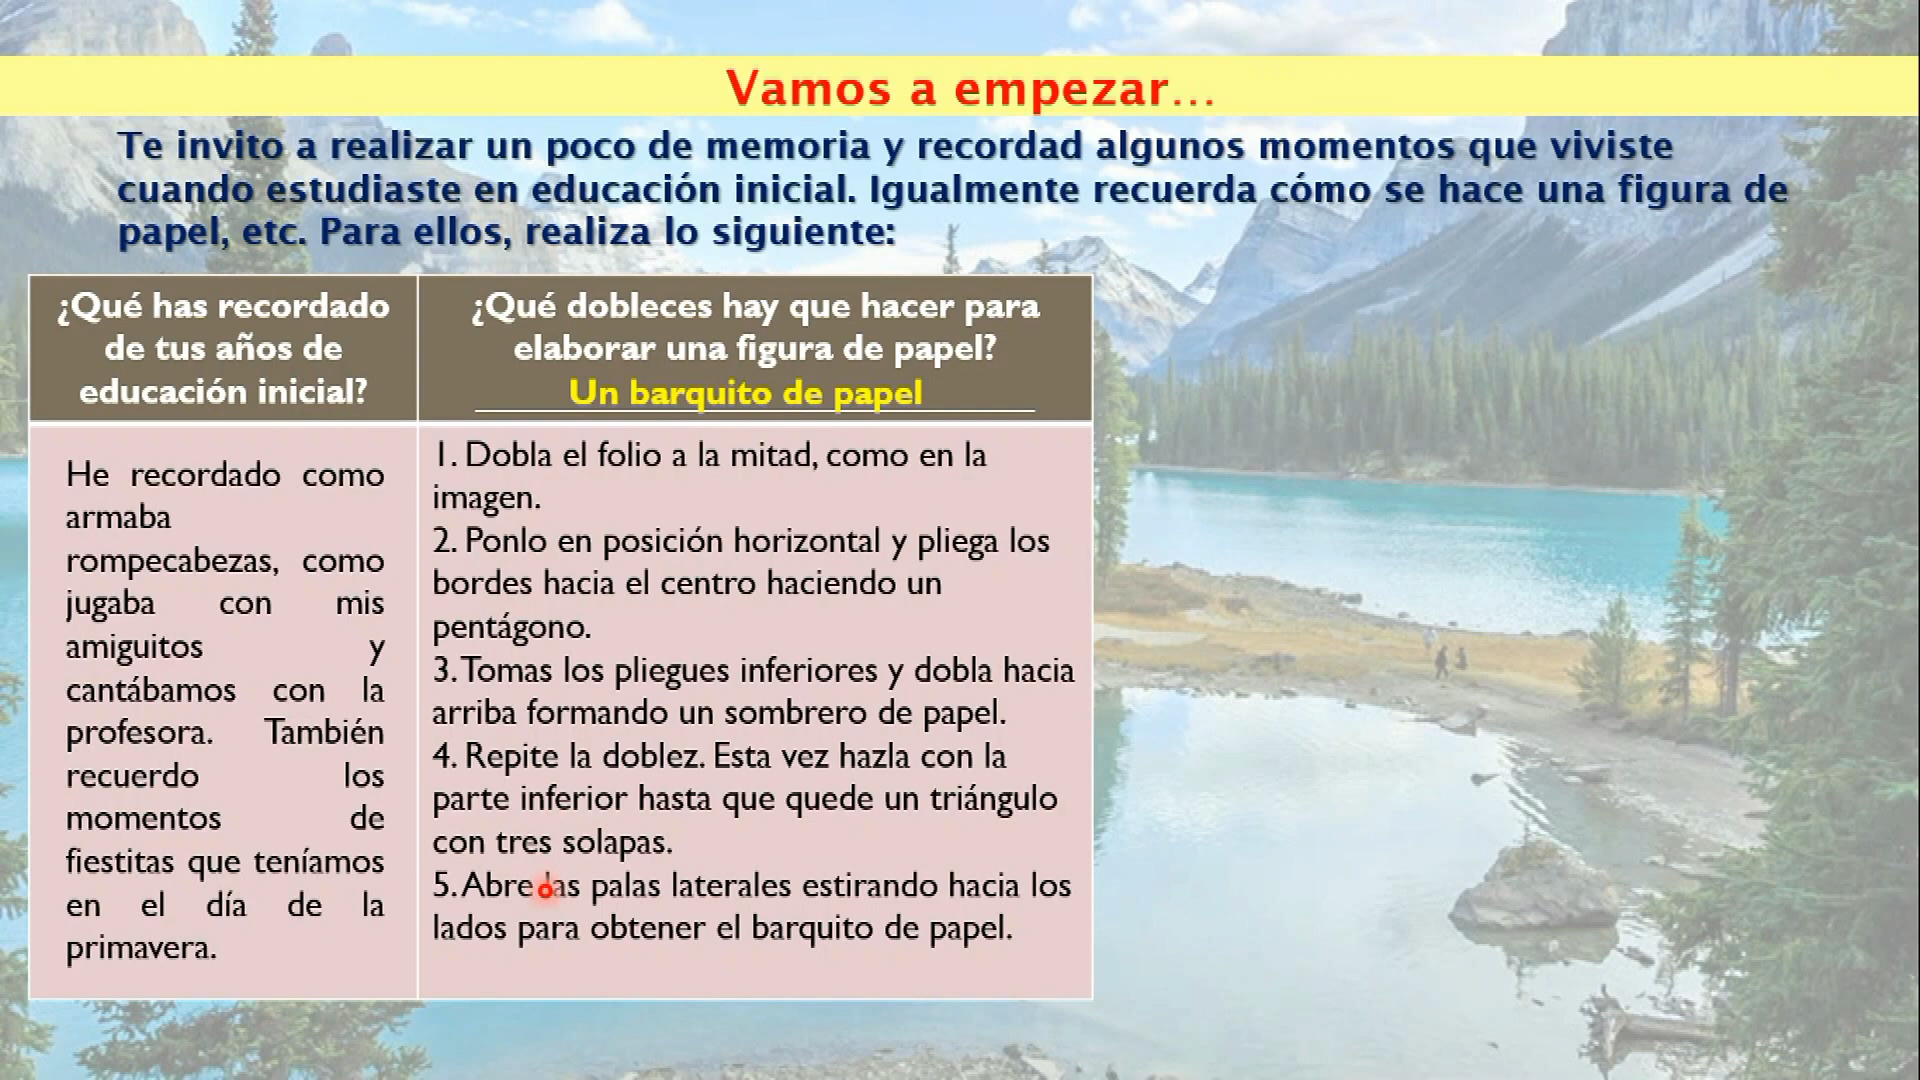 Vamos a empezar...
Te invito a realizar un poco de memoria y recordad algunos momentos que viviste
cuando estudiaste en educación inicial. Igualmente recuerda cómo se hace una figura de
papel, etc. Para ellos, realiza lo siguiente:
¿Qué has recordado
de tus años de
educación inicial?
¿Qué dobleces hay que hacer para
elaborar una figura de papel?
Un barquito de papel
He recordado como
armaba
rompecabezas, como
jugaba con mis
amiguitos y
cantábamos con la
profesora. También
recuerdo los
momentos de
fiestitas que teníamos
en el día de la
primavera.
1. Dobla el folio a la mitad, como en la
imagen.
2. Ponlo en posición horizontal y pliega los
bordes hacia el centro haciendo un
pentágono.
3. Tomas los pliegues inferiores y dobla hacia
arriba formando un sombrero de papel.
4. Repite la doblez. Esta vez hazla con la
parte inferior hasta que quede un triángulo
con tres solapas.
5. Abre las palas laterales estirando hacia los
lados para obtener el barquito de papel.